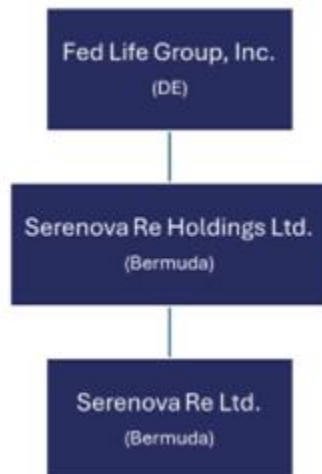 Fed Life Group, Inc.
(DE)
Serenova Re Holdings Ltd.
(Bermuda)
Serenova Re Ltd.
(Bermuda)